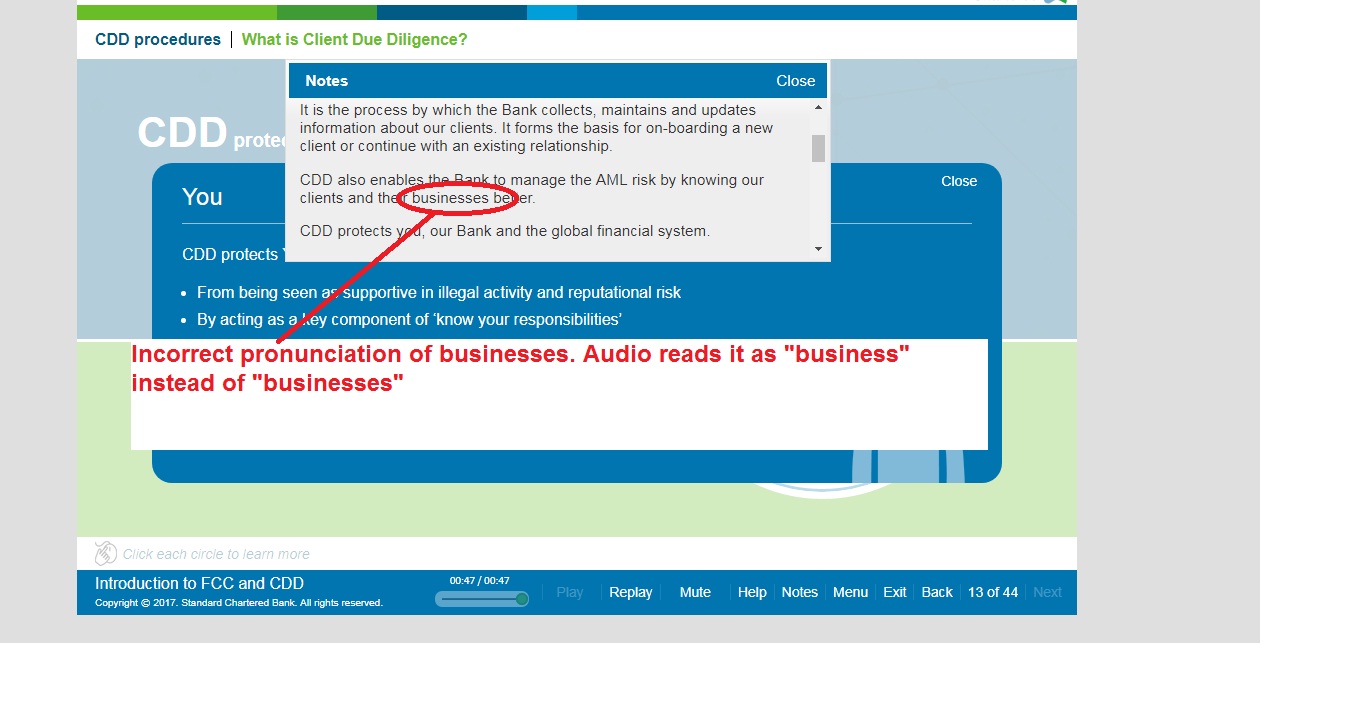 CDD procedures | What is Client Due Diligence?
Notes Close
It is the process by which the Bank collects, maintains and updates
information about our clients. It forms the basis for on-boarding a new
client or continue with an existing relationship.
CDD also enables the Bank to manage the AML risk by knowing our
clients and their businesses better.
CDD protects you, our Bank and the global financial system.
CDD
You
Close
CDD protects
• From being seen as supportive in illegal activity and reputational risk
• By acting as a key component of ‘know your responsibilities’
Incorrect pronunciation of businesses. Audio reads it as "business"
instead of "businesses"
Click each circle to learn more
Introduction to FCC and CDD
Copyright © 2017. Standard Chartered Bank. All rights reserved.
00:47 / 00:47
Play Replay Mute Help Notes Menu Exit Back 13 of 44 Next